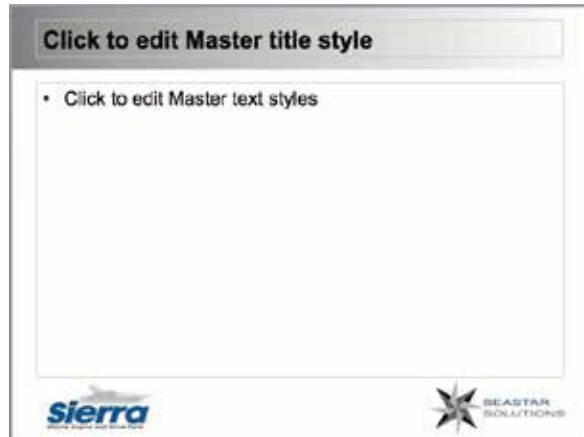 Click to edit Master title style
• Click to edit Master text styles
Sierra
SEASTAR
SOLUTIONS